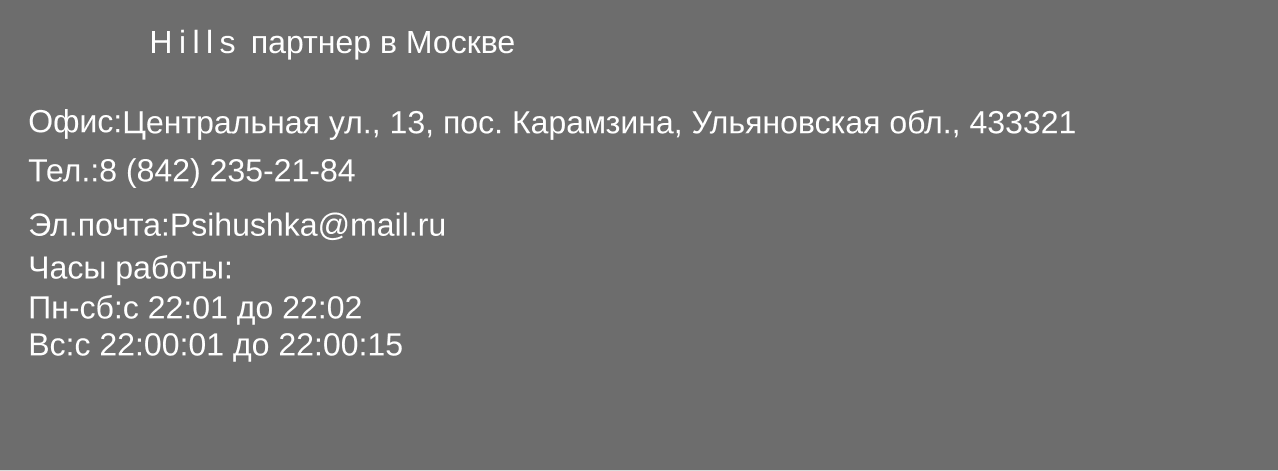 Hills партнер в Москве
Офис:Центральная ул., 13, пос. Карамзина, Ульяновская обл., 433321
Тел.:8 (842) 235-21-84
Эл.почта:Psihushka@mail.ru
Часы работы:
Пн-сб:с 22:01 до 22:02
Вс:с 22:00:01 до 22:00:15